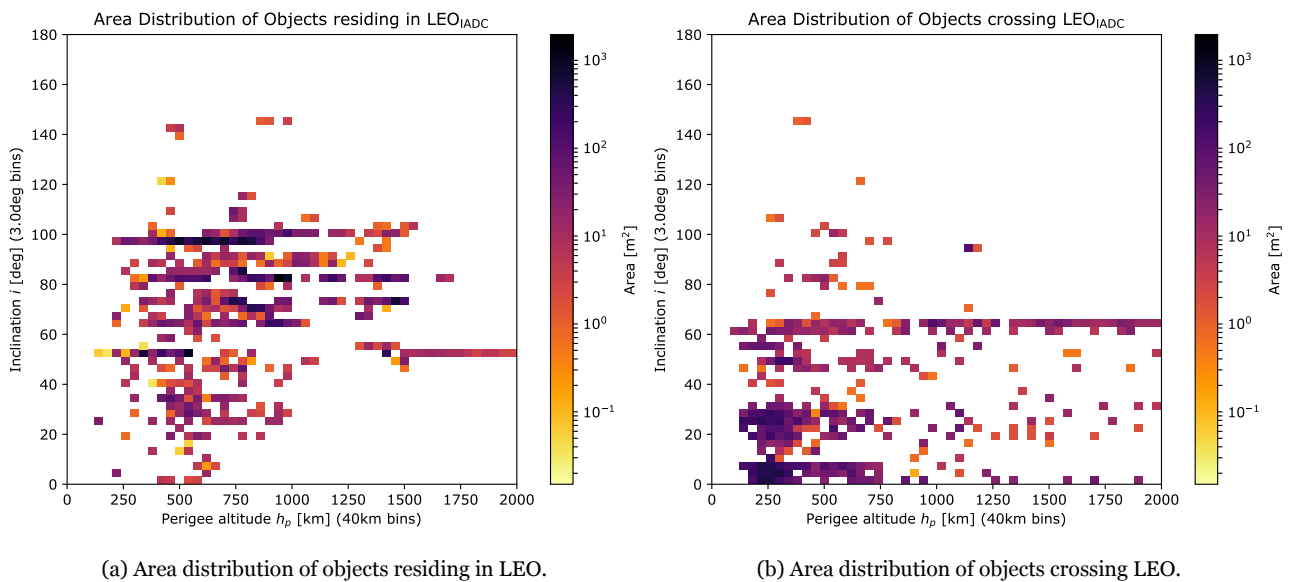 Area Distribution of Objects residing in LEO_IADC
180
160
140
120
100
80
60
40
20
0
0 250 500 750 1000 1250 1500 1750 2000
Inclination i [deg] (3.0deg bins)
Perigee altitude h_p [km] (40km bins)
10^3
10^2
10^1
10^0
10^-1
Area [m^2]
(a) Area distribution of objects residing in LEO.
Area Distribution of Objects crossing LEO_IADC
180
160
140
120
100
80
60
40
20
0
0 250 500 750 1000 1250 1500 1750 2000
Inclination i [deg] (3.0deg bins)
Perigee altitude h_p [km] (40km bins)
10^3
10^2
10^1
10^0
10^-1
Area [m^2]
(b) Area distribution of objects crossing LEO.